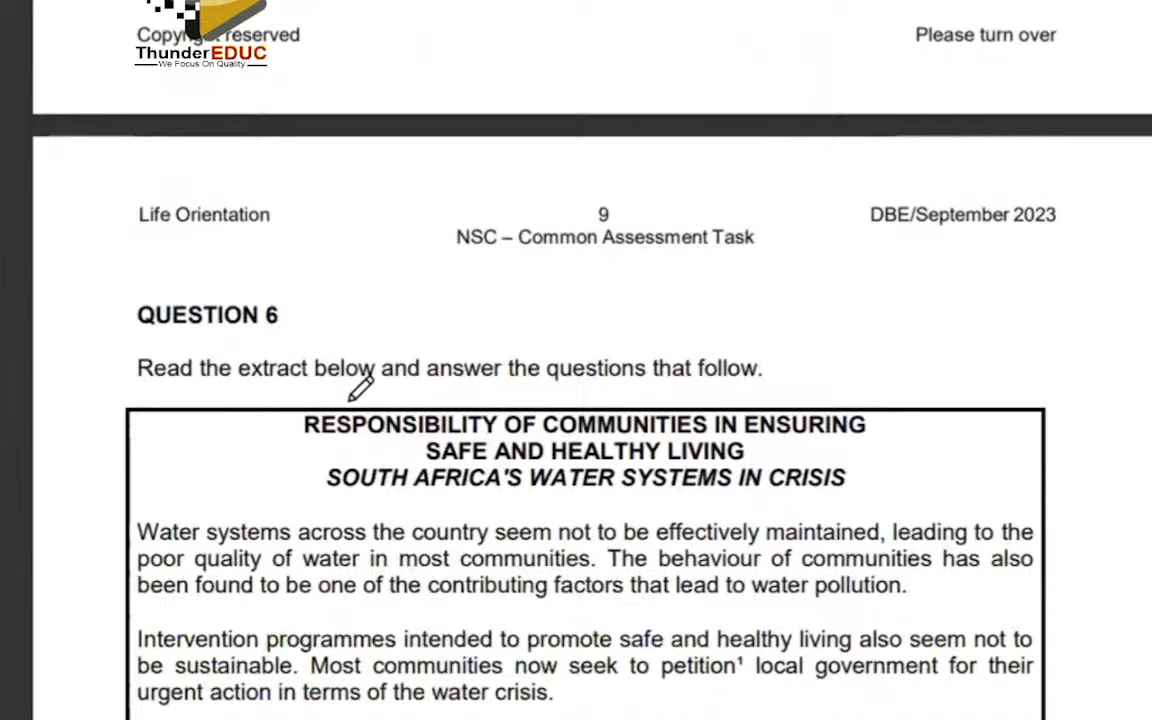 Copyright reserved
Please turn over
ThunderEDUC
We Focus On Quality
Life Orientation
9
DBE/September 2023
NSC – Common Assessment Task
QUESTION 6
Read the extract below and answer the questions that follow.
RESPONSIBILITY OF COMMUNITIES IN ENSURING
SAFE AND HEALTHY LIVING
SOUTH AFRICA'S WATER SYSTEMS IN CRISIS
Water systems across the country seem not to be effectively maintained, leading to the
poor quality of water in most communities. The behaviour of communities has also
been found to be one of the contributing factors that lead to water pollution.
Intervention programmes intended to promote safe and healthy living also seem not to
be sustainable. Most communities now seek to petition¹ local government for their
urgent action in terms of the water crisis.